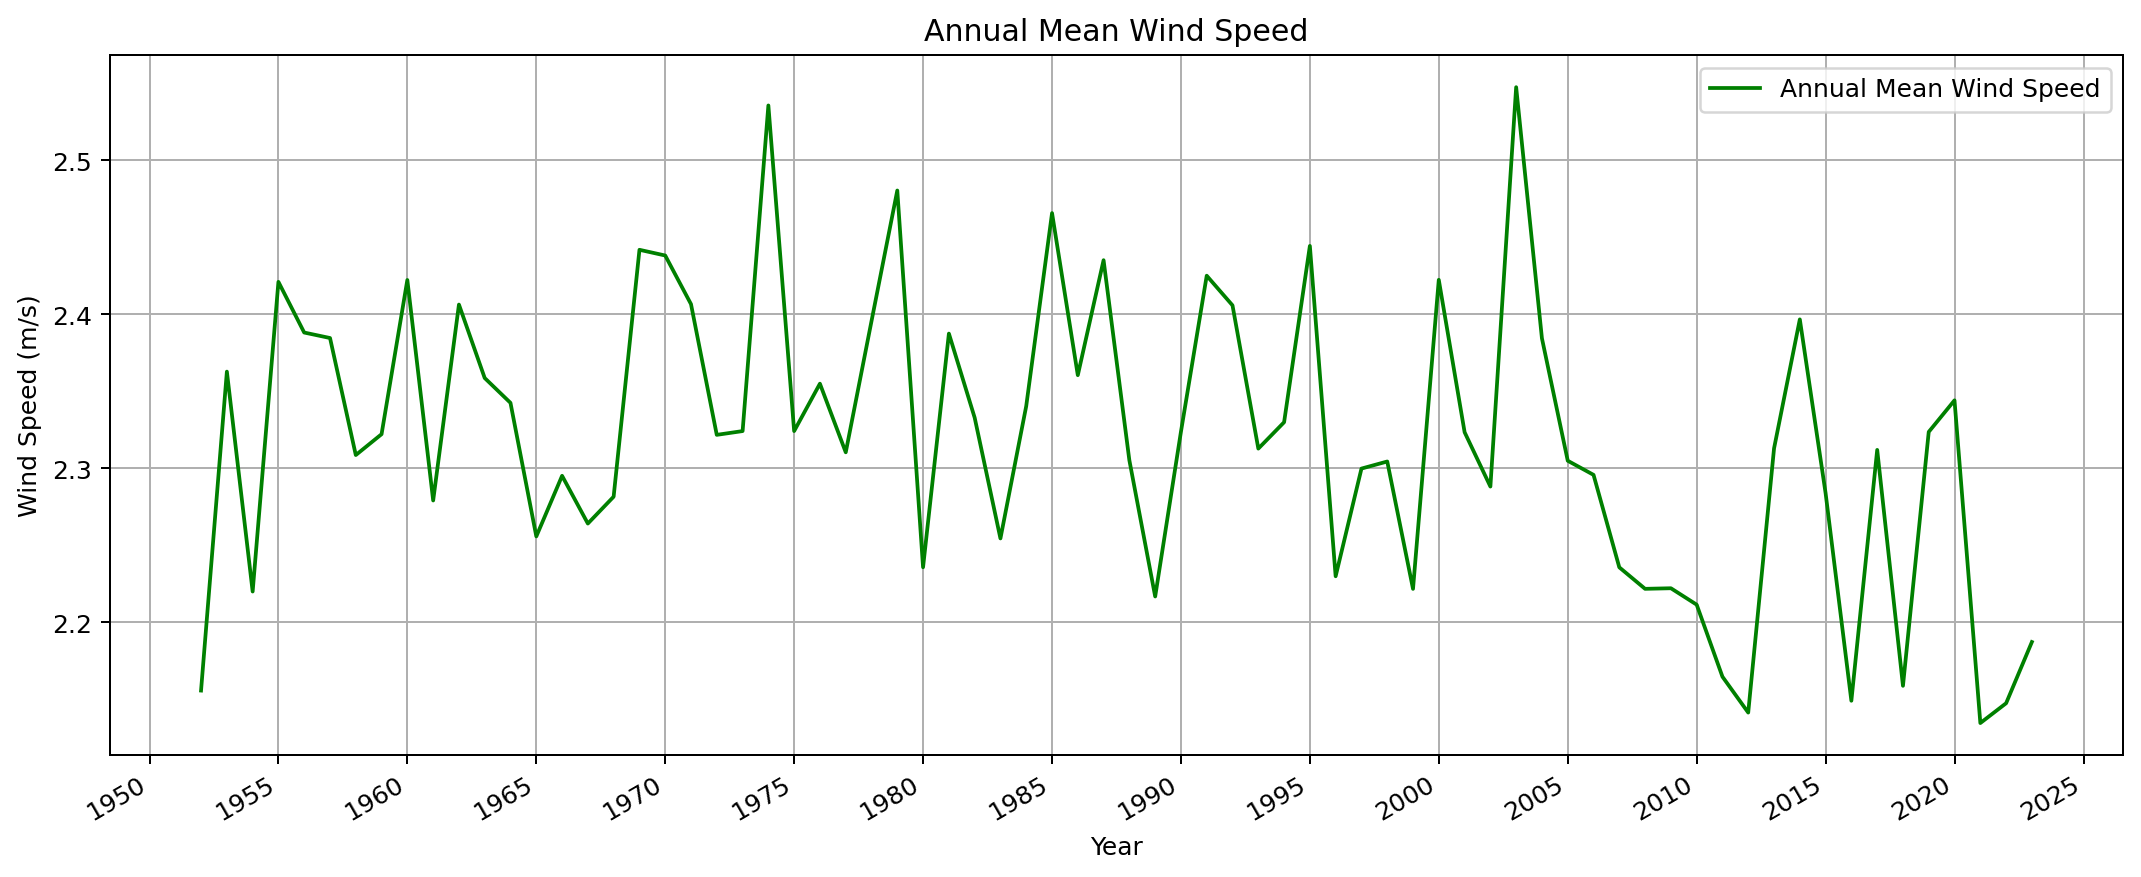 Annual Mean Wind Speed
Annual Mean Wind Speed
Wind Speed (m/s)
2.5
2.4
2.3
2.2
1950 1955 1960 1965 1970 1975 1980 1985 1990 1995 2000 2005 2010 2015 2020 2025
Year